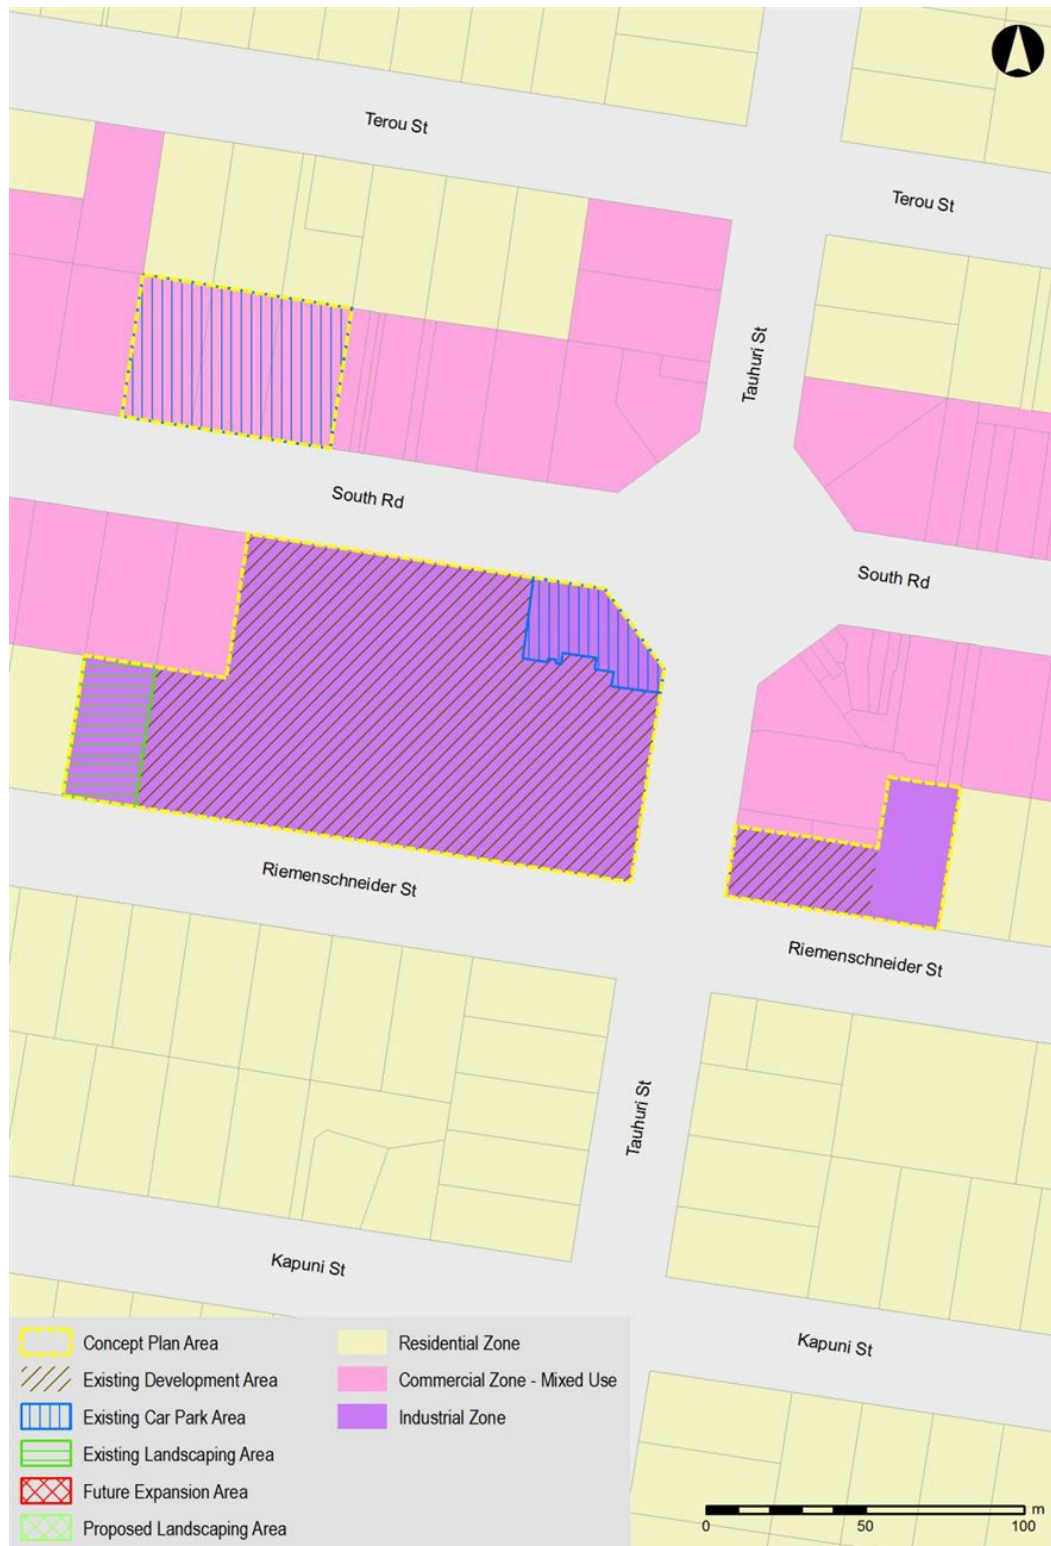 Terou St
Terou St
Tauhuri St
South Rd
South Rd
Riemenschneider St
Riemenschneider St
Tauhuri St
Kapuni St
Kapuni St
Concept Plan Area
Existing Development Area
Existing Car Park Area
Existing Landscaping Area
Future Expansion Area
Proposed Landscaping Area
Residential Zone
Commercial Zone - Mixed Use
Industrial Zone
m
0 50 100